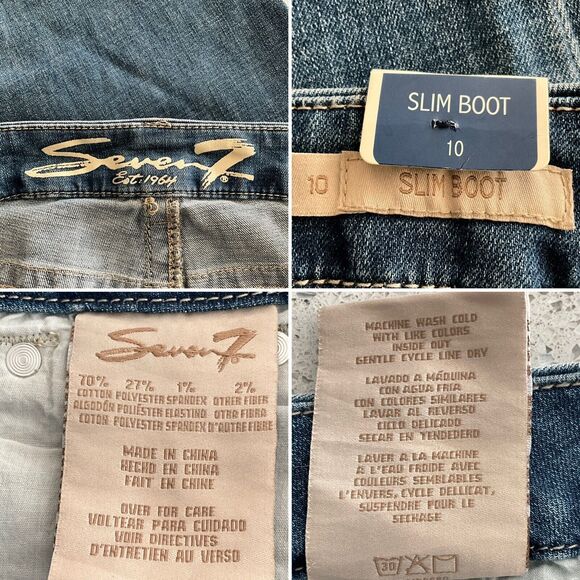 Seven7®
Est. 1964
SLIM BOOT
10
10
SLIM BOOT
Seven7
70% 27% 1% 2%
COTTON POLYESTER SPANDEX OTHER FIBER
ALGODÓN POLIÉSTER ELASTINO OTRA FIBRA
COTON POLYESTER SPANDEX D'AUTRE FIBRE
MADE IN CHINA
HECHO EN CHINA
FAIT EN CHINE
OVER FOR CARE
VOLTEAR PARA CUIDADO
VOIR DIRECTIVES
D'ENTRETIEN AU VERSO
MACHINE WASH COLD
WITH LIKE COLORS
INSIDE OUT
GENTLE CYCLE LINE DRY
LAVADO A MÁQUINA
CON AGUA FRIA
CON COLORES SIMILARES
LAVAR AL REVERSO
CICLO DELICADO
SECAR EN TENDEDERO
LAVER A LA MACHINE
A L'EAU FROIDE AVEC
COULEURS SEMBLABLES
L'ENVERS, CYCLE DELICAT,
SUSPENDRE POUR LE
SECHAGE
30